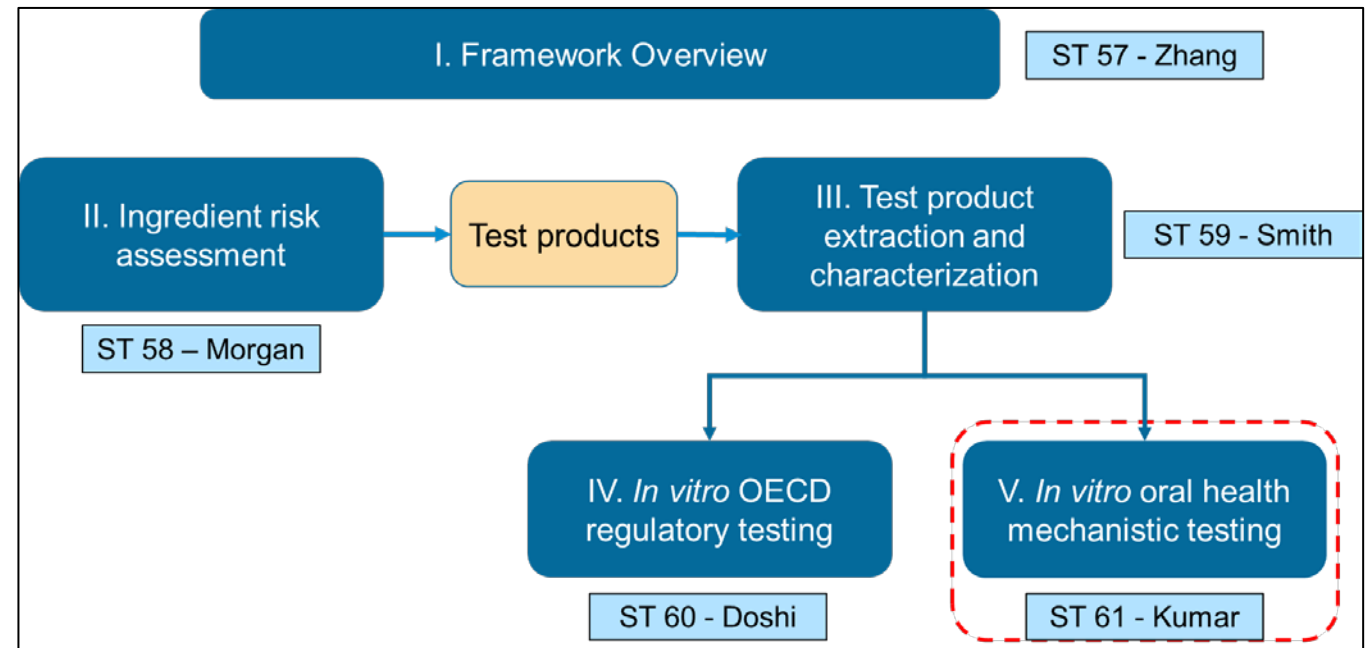 I. Framework Overview
ST 57 - Zhang
II. Ingredient risk
assessment
Test products
III. Test product
extraction and
characterization
ST 59 - Smith
ST 58 – Morgan
IV. In vitro OECD
regulatory testing
V. In vitro oral health
mechanistic testing
ST 60 - Doshi
ST 61 - Kumar